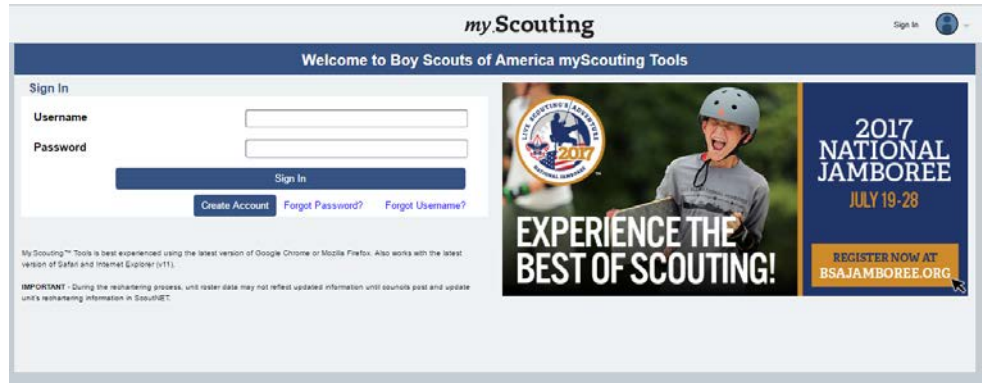 my.Scouting
Sign In
Welcome to Boy Scouts of America myScouting Tools
Sign In
Username
Password
Sign In
Create Account Forgot Password? Forgot Username?
My.Scouting™ Tools is best experienced using the latest version of Google Chrome or Mozilla Firefox. Also works with the latest
version of Safari and Internet Explorer (v11).
IMPORTANT - During the rechartering process, unit roster data may not reflect updated information until councils post and update
unit's rechartering information in ScoutNET.
LIVE SCOUTING'S ADVENTURE
2017
NATIONAL JAMBOREE
EXPERIENCE THE
BEST OF SCOUTING!
2017
NATIONAL
JAMBOREE
JULY 19-28
REGISTER NOW AT
BSAJAMBOREE.ORG